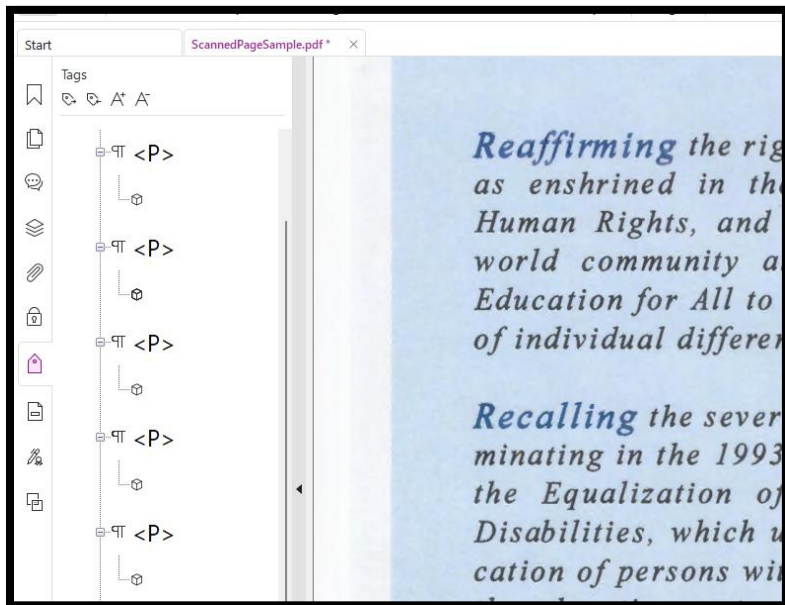 Start
ScannedPageSample.pdf *
Tags
A+ A-
<P>
<P>
<P>
<P>
<P>
Reaffirming the rig
as enshrined in th
Human Rights, and
world community a
Education for All to
of individual differe
Recalling the sever
minating in the 1993
the Equalization of
Disabilities, which u
cation of persons wi